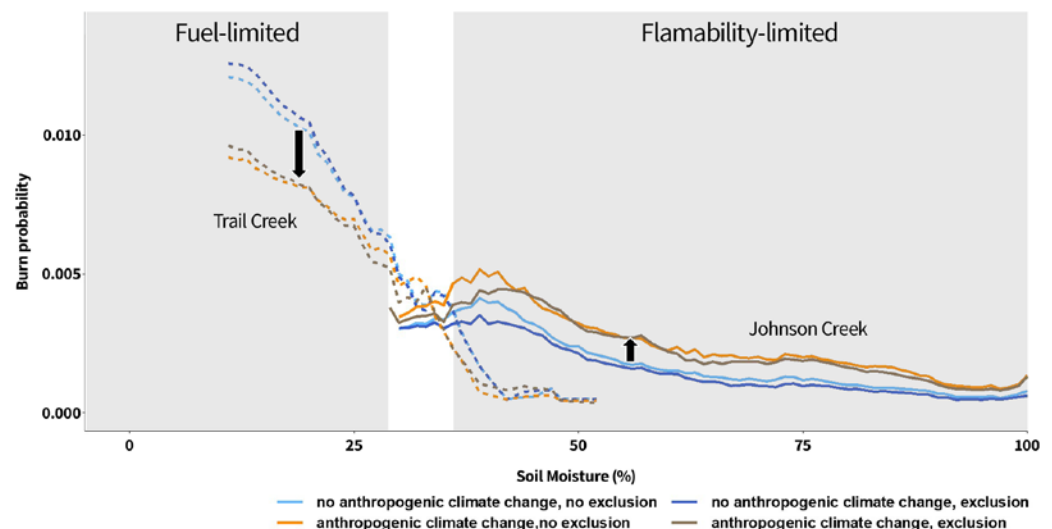 Fuel-limited
Flamability-limited
0.010
0.005
0.000
Burn probability
Trail Creek
Johnson Creek
0
25
50
75
100
Soil Moisture (%)
no anthropogenic climate change, no exclusion
no anthropogenic climate change, exclusion
anthropogenic climate change,no exclusion
anthropogenic climate change, exclusion